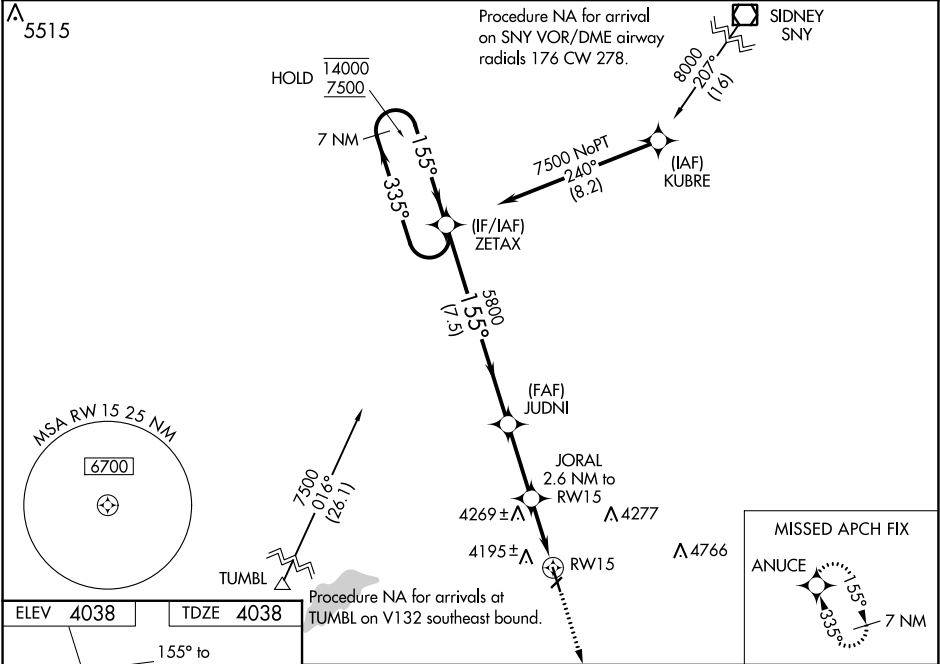 5515
Procedure NA for arrival
on SNY VOR/DME airway
radials 176 CW 278.
SIDNEY
SNY
8000
207°
(16)
HOLD
14000
7500
7 NM
155°
335°
7500 NoPT
240°
(8.2)
(IAF)
KUBRE
(IF/IAF)
ZETAX
5800
155°
(7.5)
(FAF)
JUDNI
MSA RW 15 25 NM
6700
7500
016°
(26.1)
JORAL
2.6 NM to
RW15
4269±
4277
4195±
RW15
4766
MISSED APCH FIX
ANUCE
155°
335°
7 NM
TUMBL
Procedure NA for arrivals at
TUMBL on V132 southeast bound.
ELEV 4038
TDZE 4038
155° to